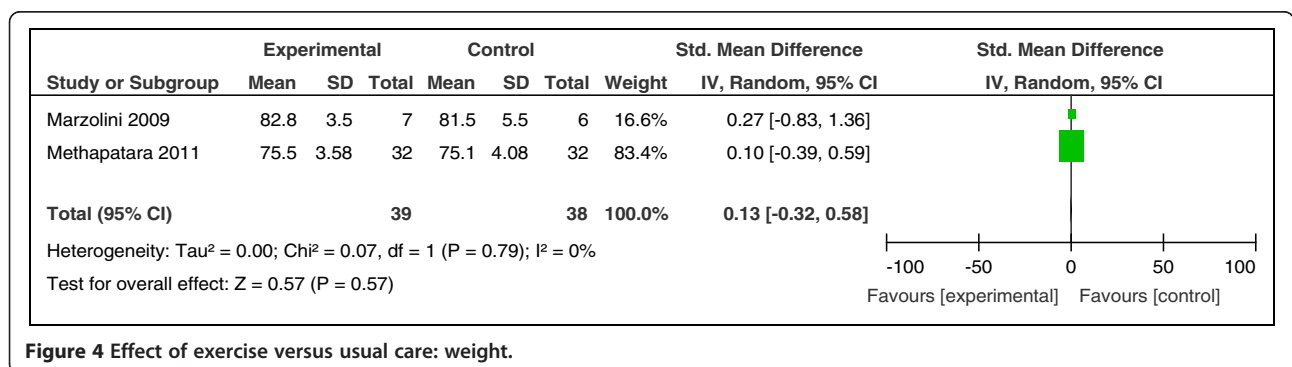 Experimental Control Std. Mean Difference Std. Mean Difference
Study or Subgroup Mean SD Total Mean SD Total Weight IV, Random, 95% CI IV, Random, 95% CI
Marzolini 2009 82.8 3.5 7 81.5 5.5 6 16.6% 0.27 [-0.83, 1.36]
Methapatara 2011 75.5 3.58 32 75.1 4.08 32 83.4% 0.10 [-0.39, 0.59]
Total (95% CI) 39 38 100.0% 0.13 [-0.32, 0.58]
Heterogeneity: Tau² = 0.00; Chi² = 0.07, df = 1 (P = 0.79); I² = 0%
Test for overall effect: Z = 0.57 (P = 0.57)
-100 -50 0 50 100
Favours [experimental] Favours [control]
Figure 4 Effect of exercise versus usual care: weight.